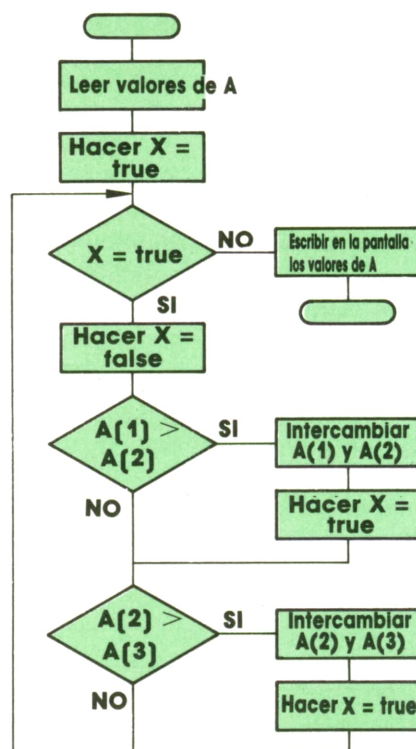 Leer valores de A
Hacer X =
true
X = true
NO
Escribir en la pantalla
los valores de A
SI
Hacer X =
false
A(1) >
A(2)
SI
Intercambiar
A(1) y A(2)
NO
Hacer X =
true
A(2) >
A(3)
SI
Intercambiar
A(2) y A(3)
NO
Hacer X = true